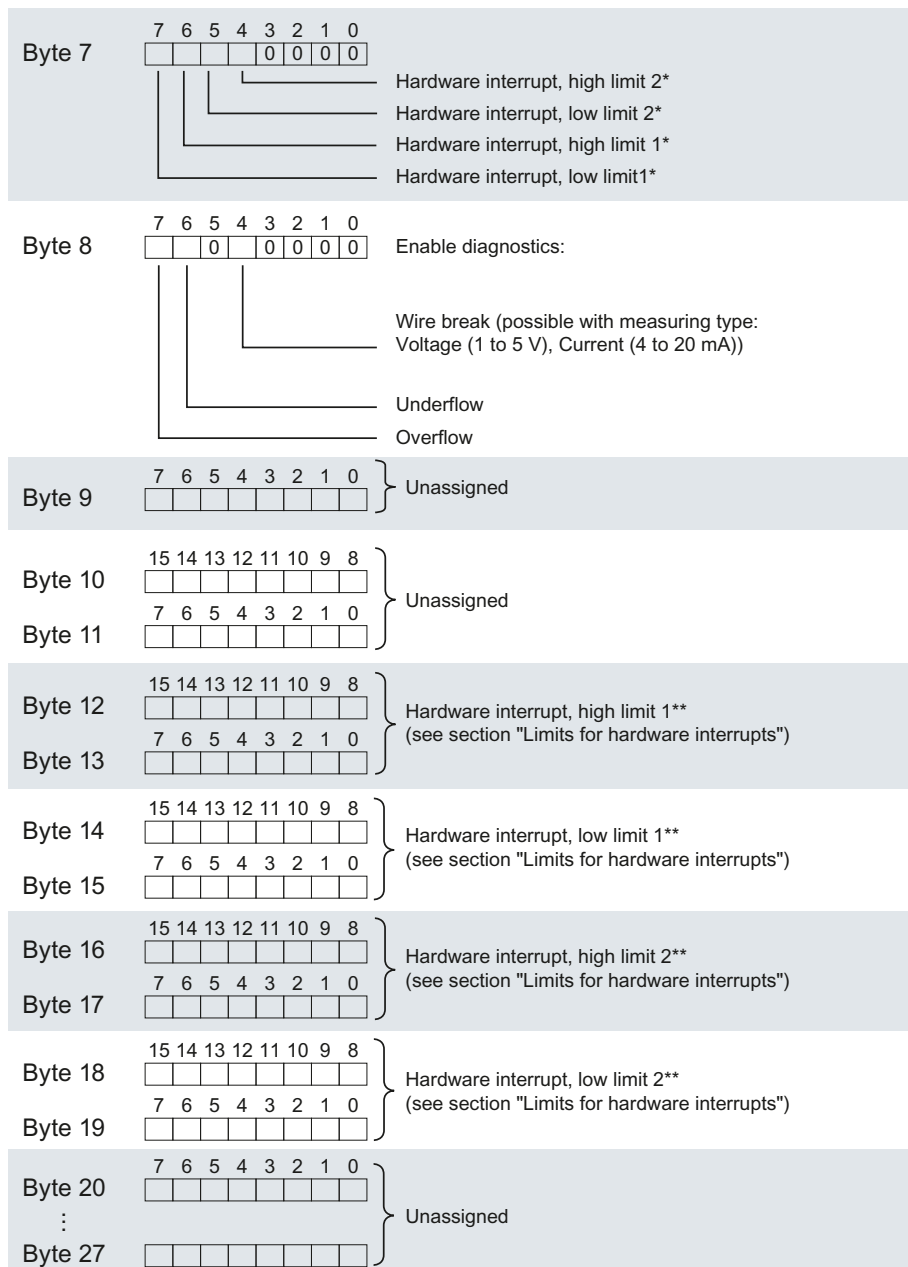 7 6 5 4 3 2 1 0
Byte 7 0 0 0 0
Hardware interrupt, high limit 2*
Hardware interrupt, low limit 2*
Hardware interrupt, high limit 1*
Hardware interrupt, low limit1*
7 6 5 4 3 2 1 0
Byte 8 0 0 0 0 0 Enable diagnostics:
Wire break (possible with measuring type:
Voltage (1 to 5 V), Current (4 to 20 mA))
Underflow
Overflow
7 6 5 4 3 2 1 0
Byte 9 Unassigned
15 14 13 12 11 10 9 8
Byte 10
Unassigned
7 6 5 4 3 2 1 0
Byte 11
15 14 13 12 11 10 9 8
Byte 12
Hardware interrupt, high limit 1**
(see section "Limits for hardware interrupts")
7 6 5 4 3 2 1 0
Byte 13
15 14 13 12 11 10 9 8
Byte 14
Hardware interrupt, low limit 1**
(see section "Limits for hardware interrupts")
7 6 5 4 3 2 1 0
Byte 15
15 14 13 12 11 10 9 8
Byte 16
Hardware interrupt, high limit 2**
(see section "Limits for hardware interrupts")
7 6 5 4 3 2 1 0
Byte 17
15 14 13 12 11 10 9 8
Byte 18
Hardware interrupt, low limit 2**
(see section "Limits for hardware interrupts")
7 6 5 4 3 2 1 0
Byte 19
7 6 5 4 3 2 1 0
Byte 20
⋮ Unassigned
Byte 27